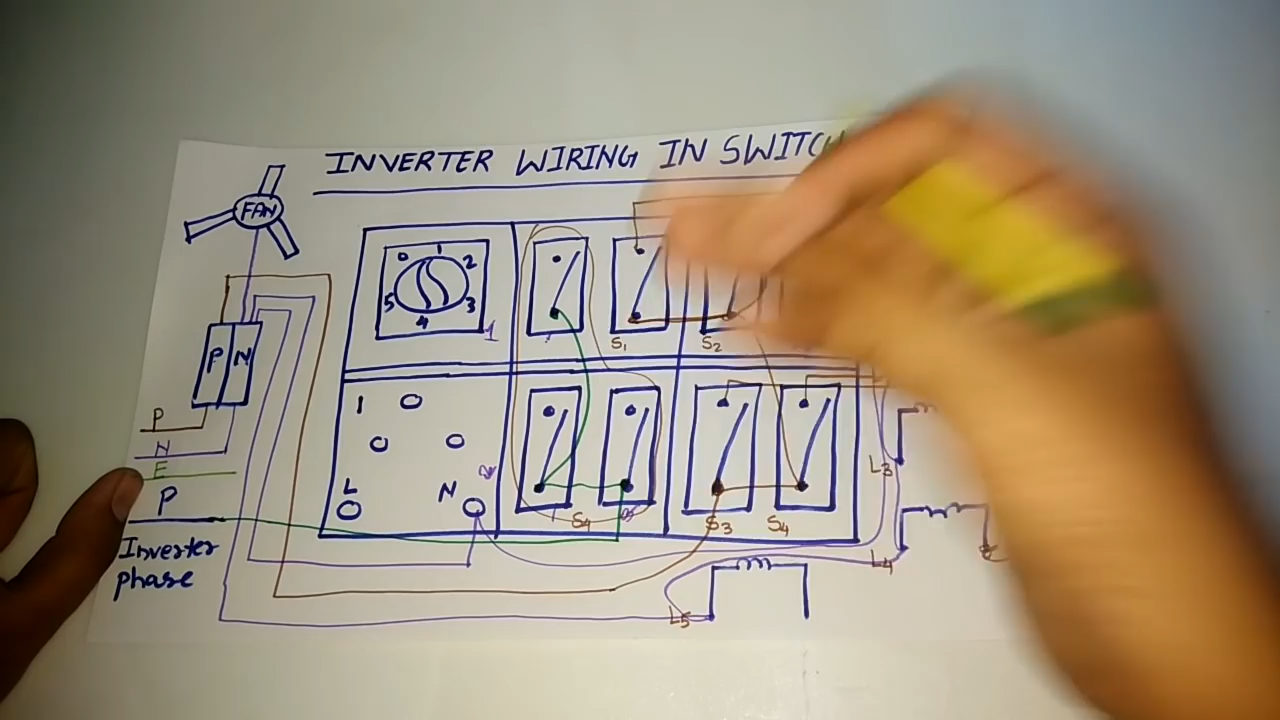 INVERTER WIRING IN SWITCH
FAN
0 1 2
5 3
4
1
P N
S1 S2
P
N
E
P
Inverter
phase
1
L N
S3 S4
L3
L4
L5